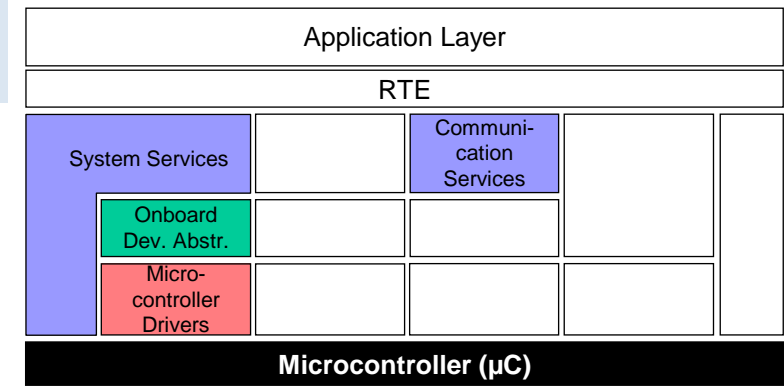 Application Layer
RTE
System Services
Communi-
cation
Services
Onboard
Dev. Abstr.
Micro-
controller
Drivers
Microcontroller (µC)